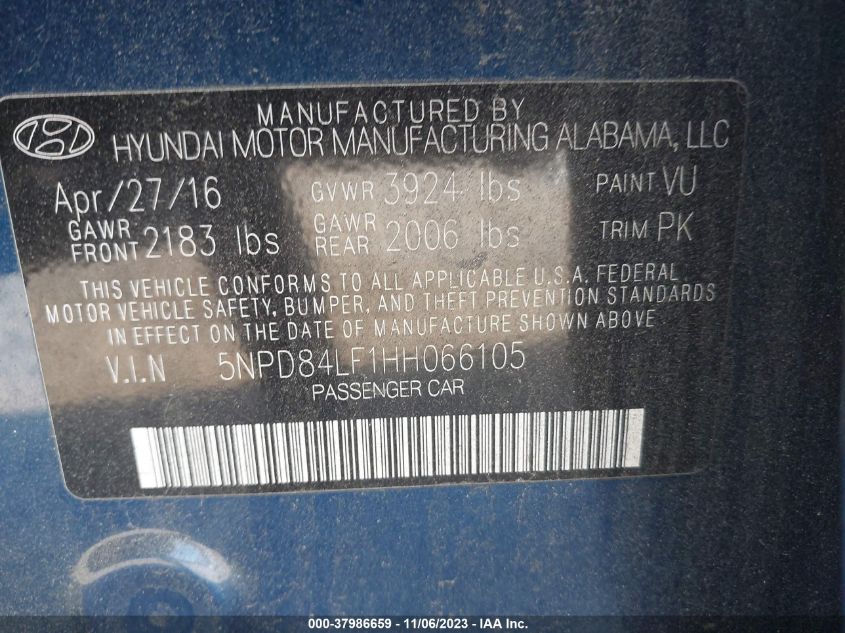 MANUFACTURED BY
HYUNDAI MOTOR MANUFACTURING ALABAMA, LLC
Apr/27/16 GVWR 3924 lbs PAINT VU
GAWR FRONT 2183 lbs GAWR REAR 2006 lbs TRIM PK
THIS VEHICLE CONFORMS TO ALL APPLICABLE U.S.A. FEDERAL
MOTOR VEHICLE SAFETY, BUMPER, AND THEFT PREVENTION STANDARDS
IN EFFECT ON THE DATE OF MANUFACTURE SHOWN ABOVE
V.I.N 5NPD84LF1HH066105
PASSENGER CAR
000-37986659 - 11/06/2023 - IAA Inc.